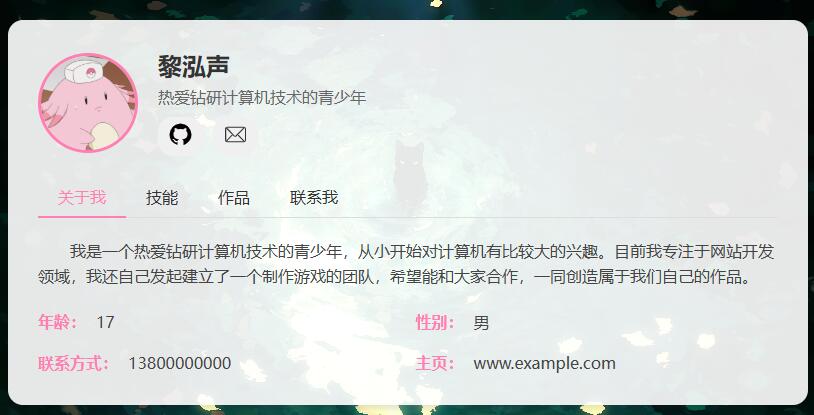 黎泓声
热爱钻研计算机技术的青少年
关于我 技能 作品 联系我
我是一个热爱钻研计算机技术的青少年，从小开始对计算机有比较大的兴趣。目前我专注于网站开发
领域，我还自己发起建立了一个制作游戏的团队，希望能和大家合作，一同创造属于我们自己的作品。
年龄： 17 性别： 男
联系方式： 13800000000 主页： www.example.com